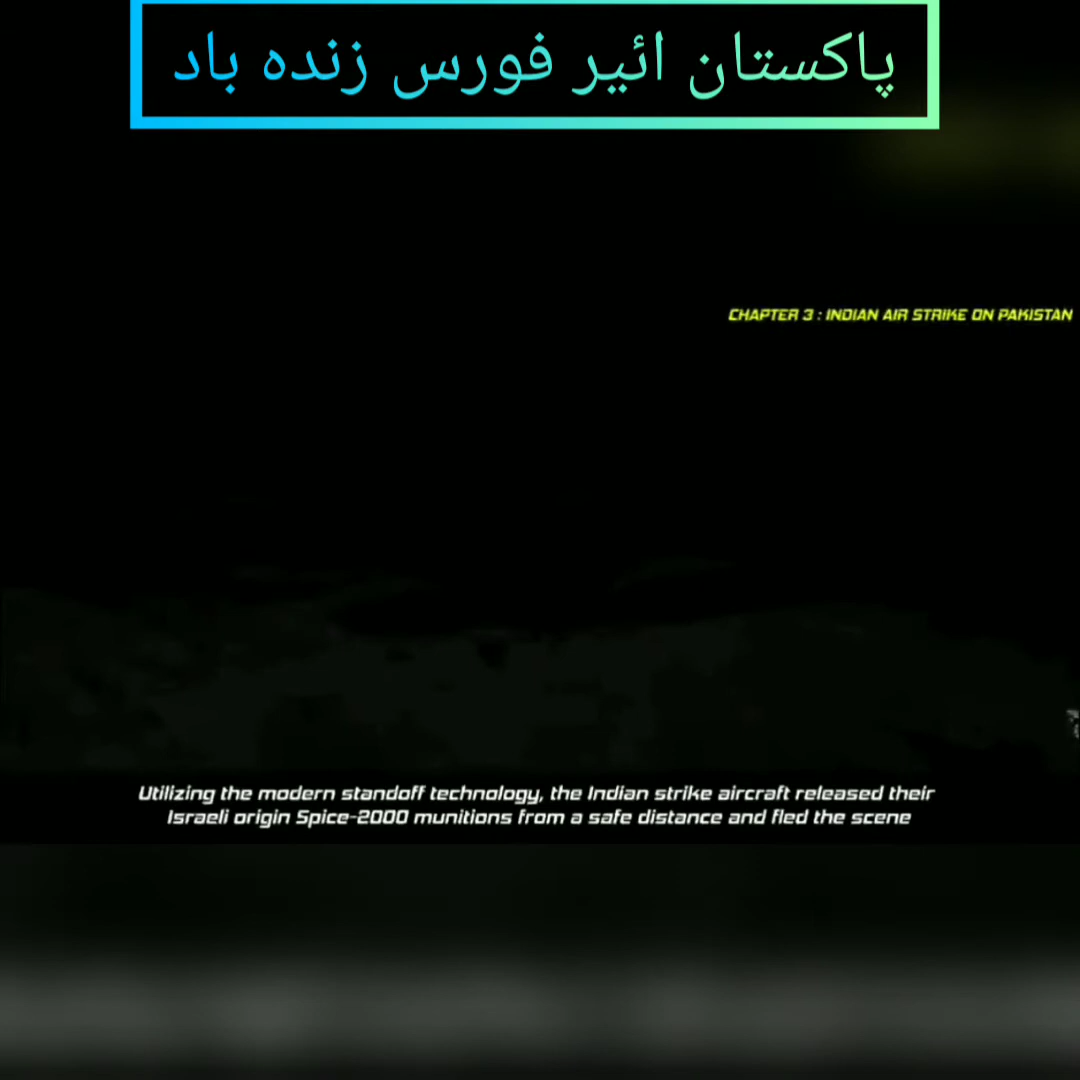 پاکستان ائیر فورس زندہ باد
CHAPTER 3 : INDIAN AIR STRIKE ON PAKISTAN
Utilizing the modern standoff technology, the Indian strike aircraft released their
Israeli origin Spice-2000 munitions from a safe distance and fled the scene